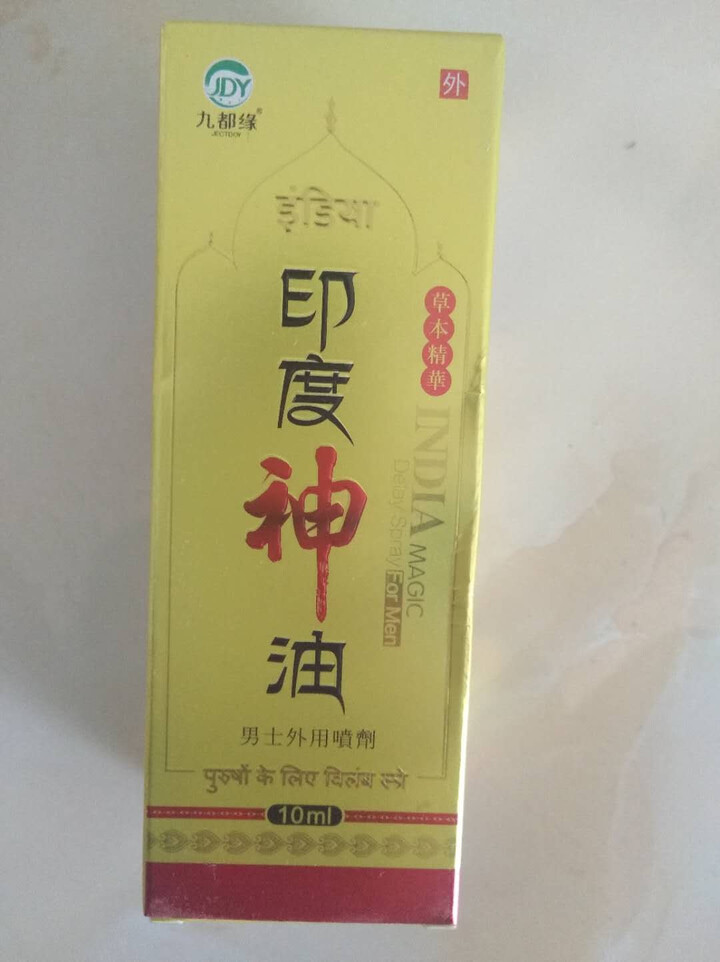 JDY
九都缘®
JECTDOY
外
इंडिया
印度神油
草本精華
INDIA MAGIC
Delay Spray For Men
男士外用噴劑
पुरुषों के लिए विलंब स्प्रे
10ml